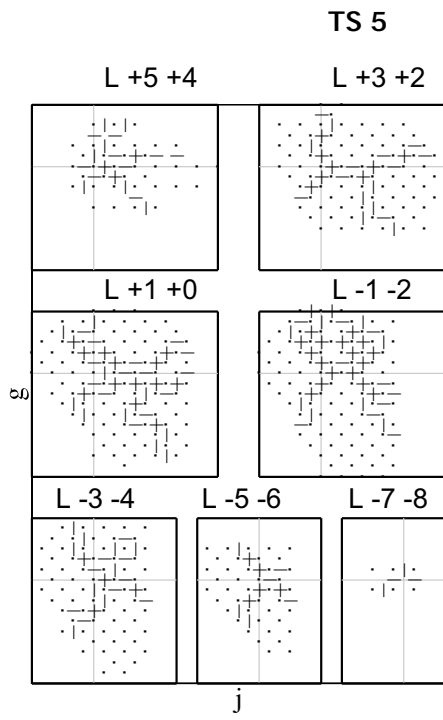 TS 5
L +5 +4
L +3 +2
L +1 +0
L -1 -2
g
L -3 -4
L -5 -6
L -7 -8
j